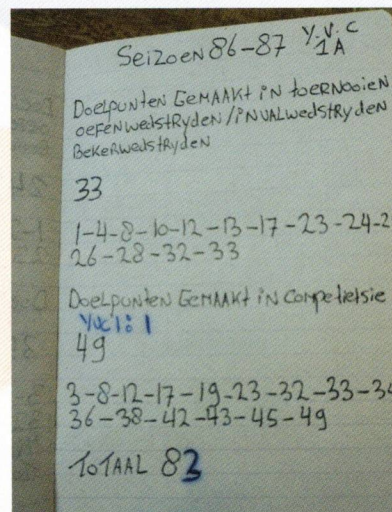 Seizoen 86-87 Y.V.C
1A
Doelpunten Gemaakt in toernooien
oefenwedstryden/invalwedstryden
Bekerwedstryden
33
1-4-8-10-12-13-17-23-24-2
26-28-32-33
Doelpunten Gemaakt in Competietsie
YVC1: 1
49
3-8-12-17-19-23-32-33-34
36-38-42-43-45-49
TOTAAL 83